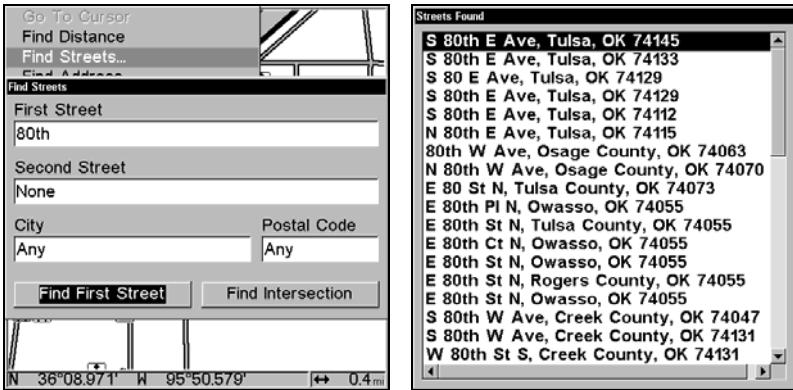 Go To Cursor
Find Distance
Find Streets...
Find Address
Find Streets
First Street
80th
Second Street
None
City
Postal Code
Any
Any
Find First Street
Find Intersection
N 36°08.971' W 95°50.579' ↔ 0.4mi
Streets Found
S 80th E Ave, Tulsa, OK 74145
S 80th E Ave, Tulsa, OK 74133
S 80 E Ave, Tulsa, OK 74129
S 80th E Ave, Tulsa, OK 74129
S 80th E Ave, Tulsa, OK 74112
N 80th E Ave, Tulsa, OK 74115
80th W Ave, Osage County, OK 74063
N 80th W Ave, Osage County, OK 74070
E 80 St N, Tulsa County, OK 74073
E 80th Pl N, Owasso, OK 74055
E 80th St N, Tulsa County, OK 74055
E 80th Ct N, Owasso, OK 74055
E 80th St N, Owasso, OK 74055
E 80th St N, Rogers County, OK 74055
E 80th St N, Owasso, OK 74055
S 80th W Ave, Creek County, OK 74047
S 80th W Ave, Creek County, OK 74131
W 80th St S, Creek County, OK 74131